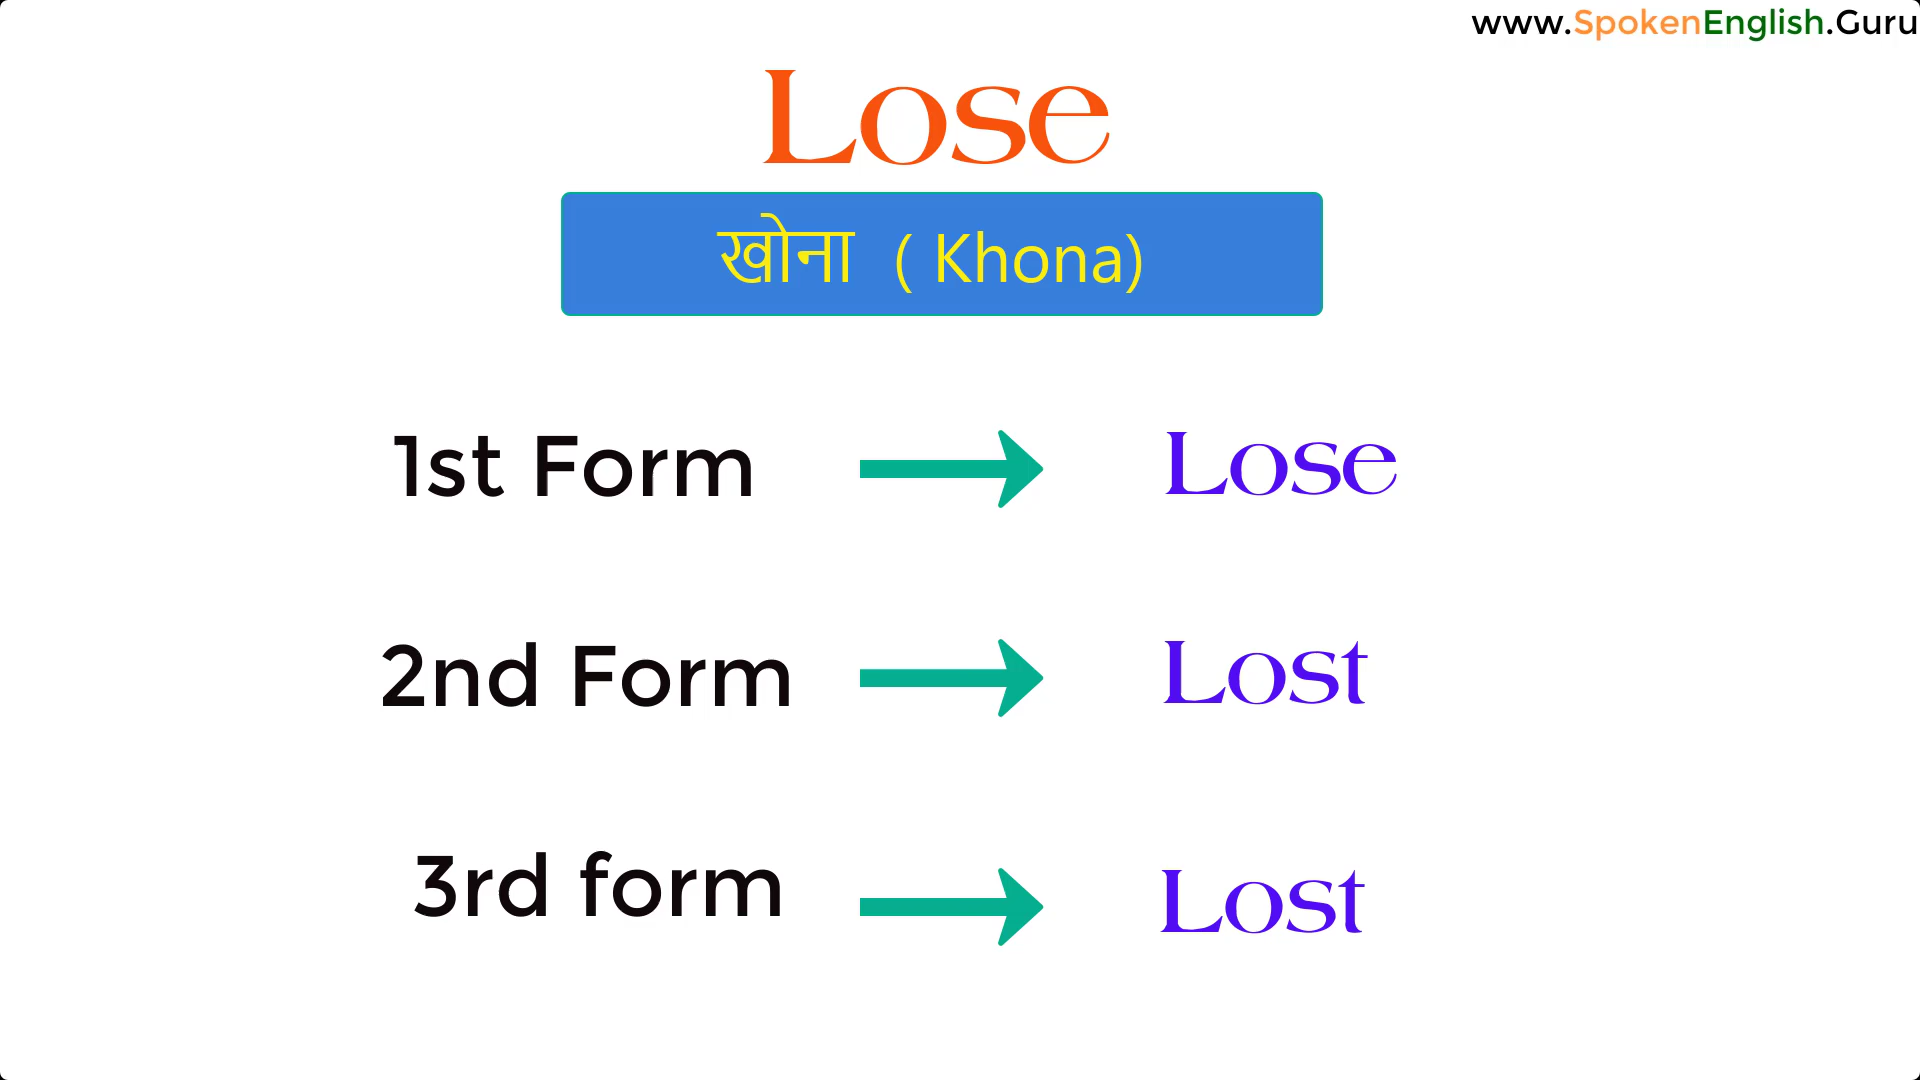 www.SpokenEnglish.Guru
Lose
खोना ( Khona)
1st Form Lose
2nd Form Lost
3rd form Lost